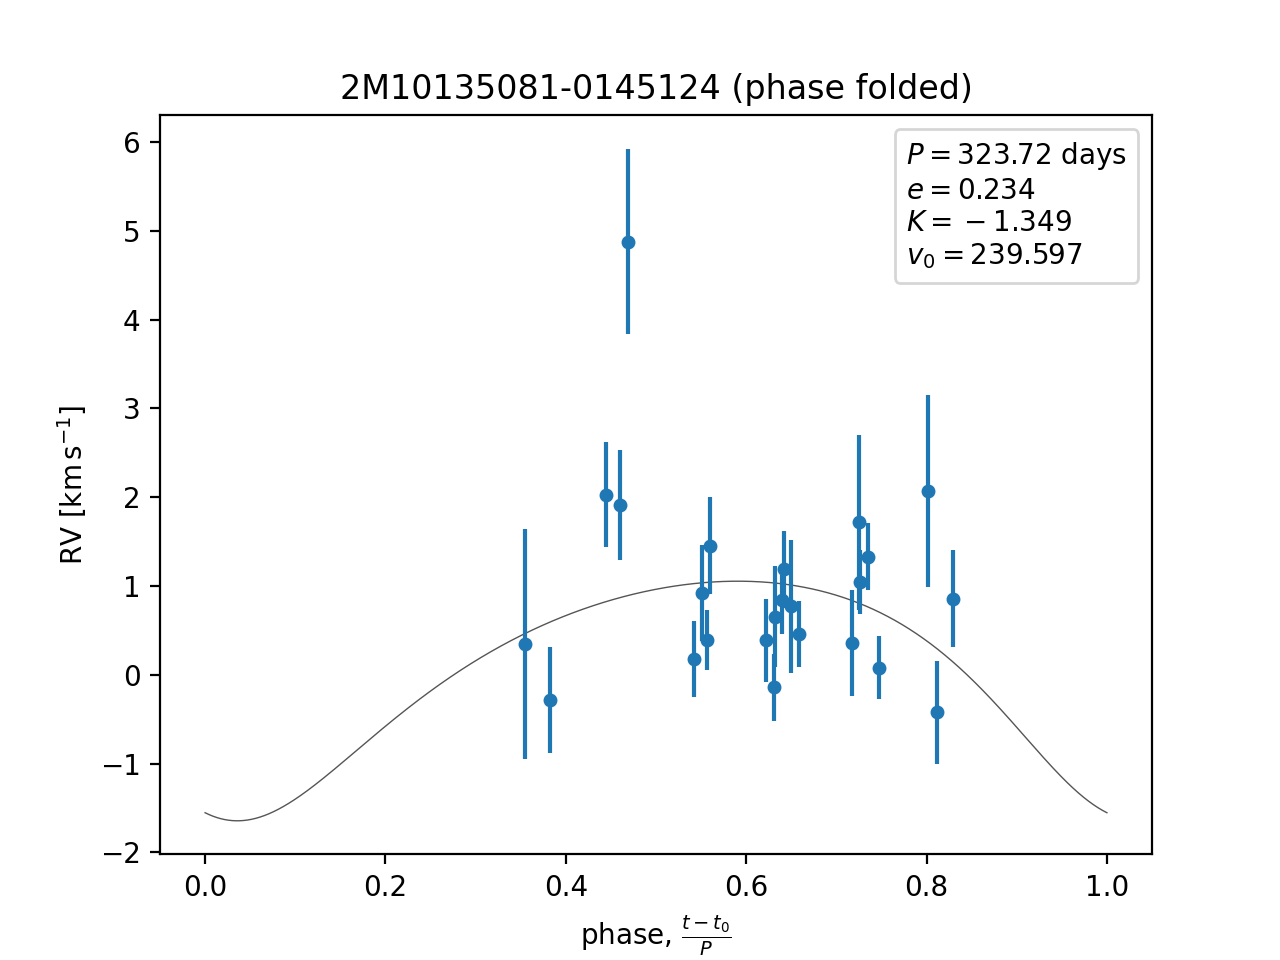 2M10135081-0145124 (phase folded)
P = 323.72 days
e = 0.234
K = −1.349
v₀ = 239.597
RV [km s⁻¹]
6
5
4
3
2
1
0
−1
−2
0.0 0.2 0.4 0.6 0.8 1.0
phase, (t − t₀)/P